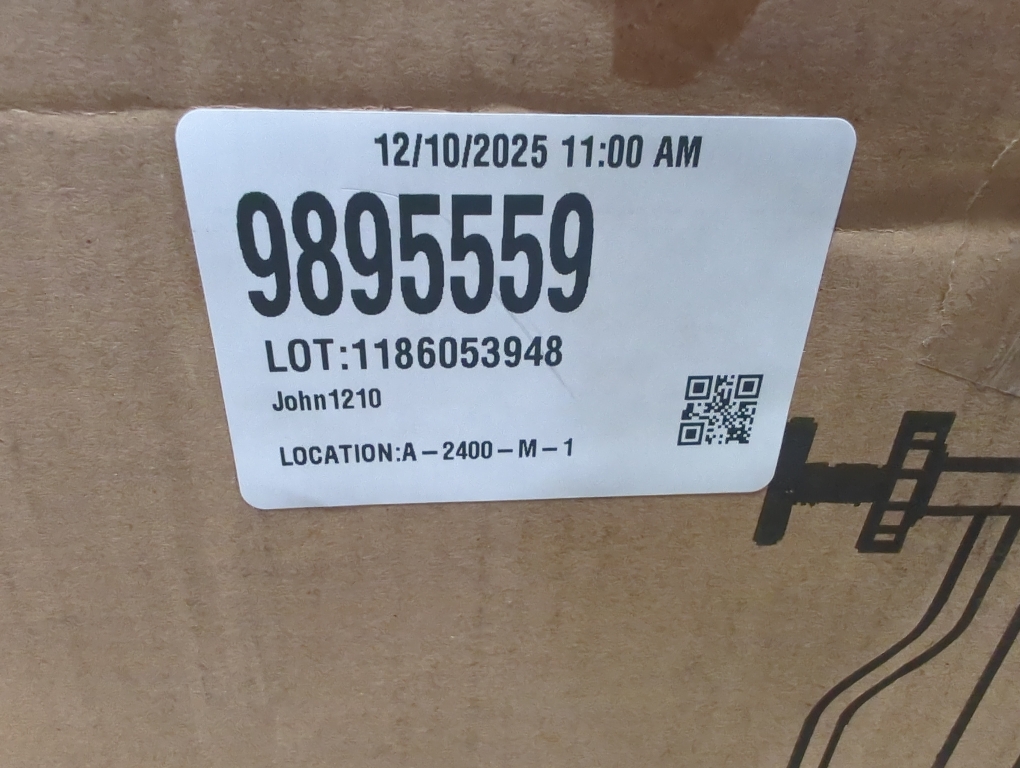 12/10/2025 11:00 AM
9895559
LOT:1186053948
John1210
LOCATION:A-2400-M-1